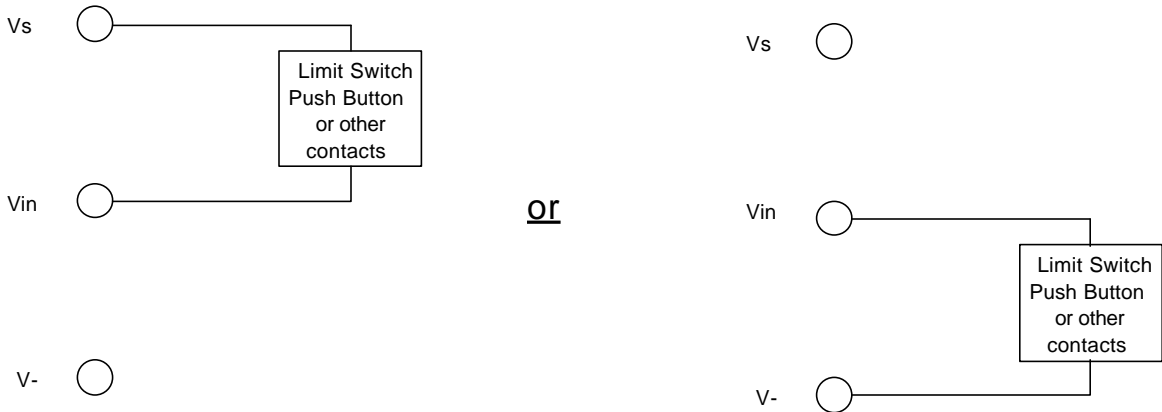 Vs
Limit Switch
Push Button
or other
contacts
Vin
V-
or
Vs
Vin
Limit Switch
Push Button
or other
contacts
V-